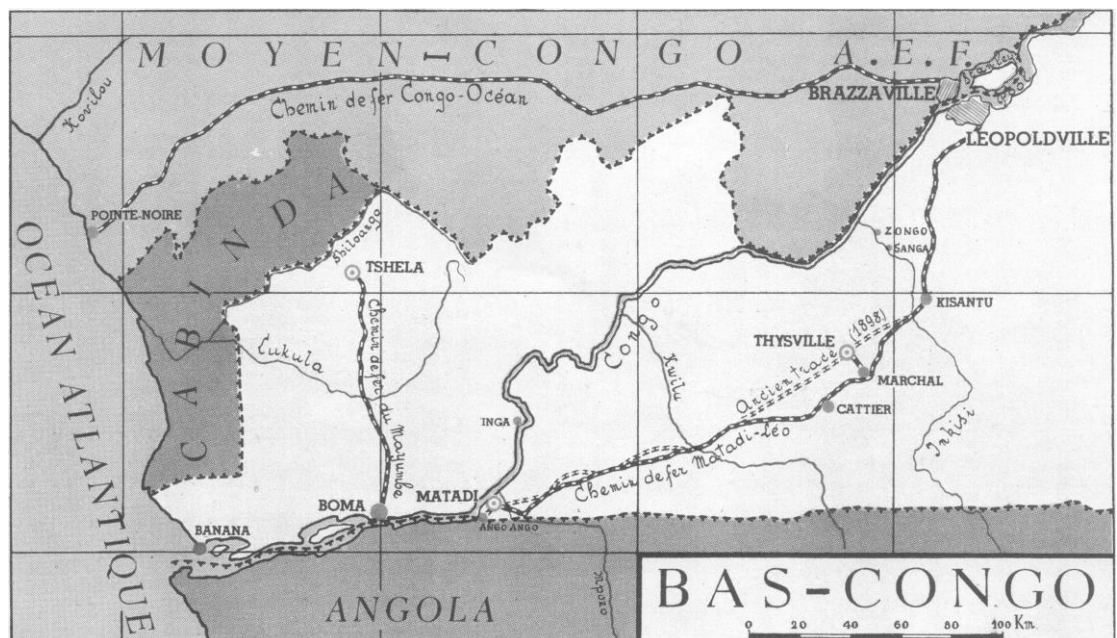 MOYEN-CONGO A.E.F.
Kovilou
Chemin de fer Congo-Océan
BRAZZAVILLE
Stanley
LEOPOLDVILLE
POINTE-NOIRE
CABINDA
Shiloango
TSHELA
ZONGO
SANGA
KISANTU
OCEAN ATLANTIQUE
Lukula
Chemin de fer du Mayumbe
Congo
Kwilu
THYSVILLE
Ancien tracé (1898)
MARCHAL
CATTIER
INGA
Inkisi
Chemin de fer Matadi-Léo
MATADI
BOMA
ANGO ANGO
BANANA
ANGOLA
BAS-CONGO
0 20 40 60 80 100 Km.